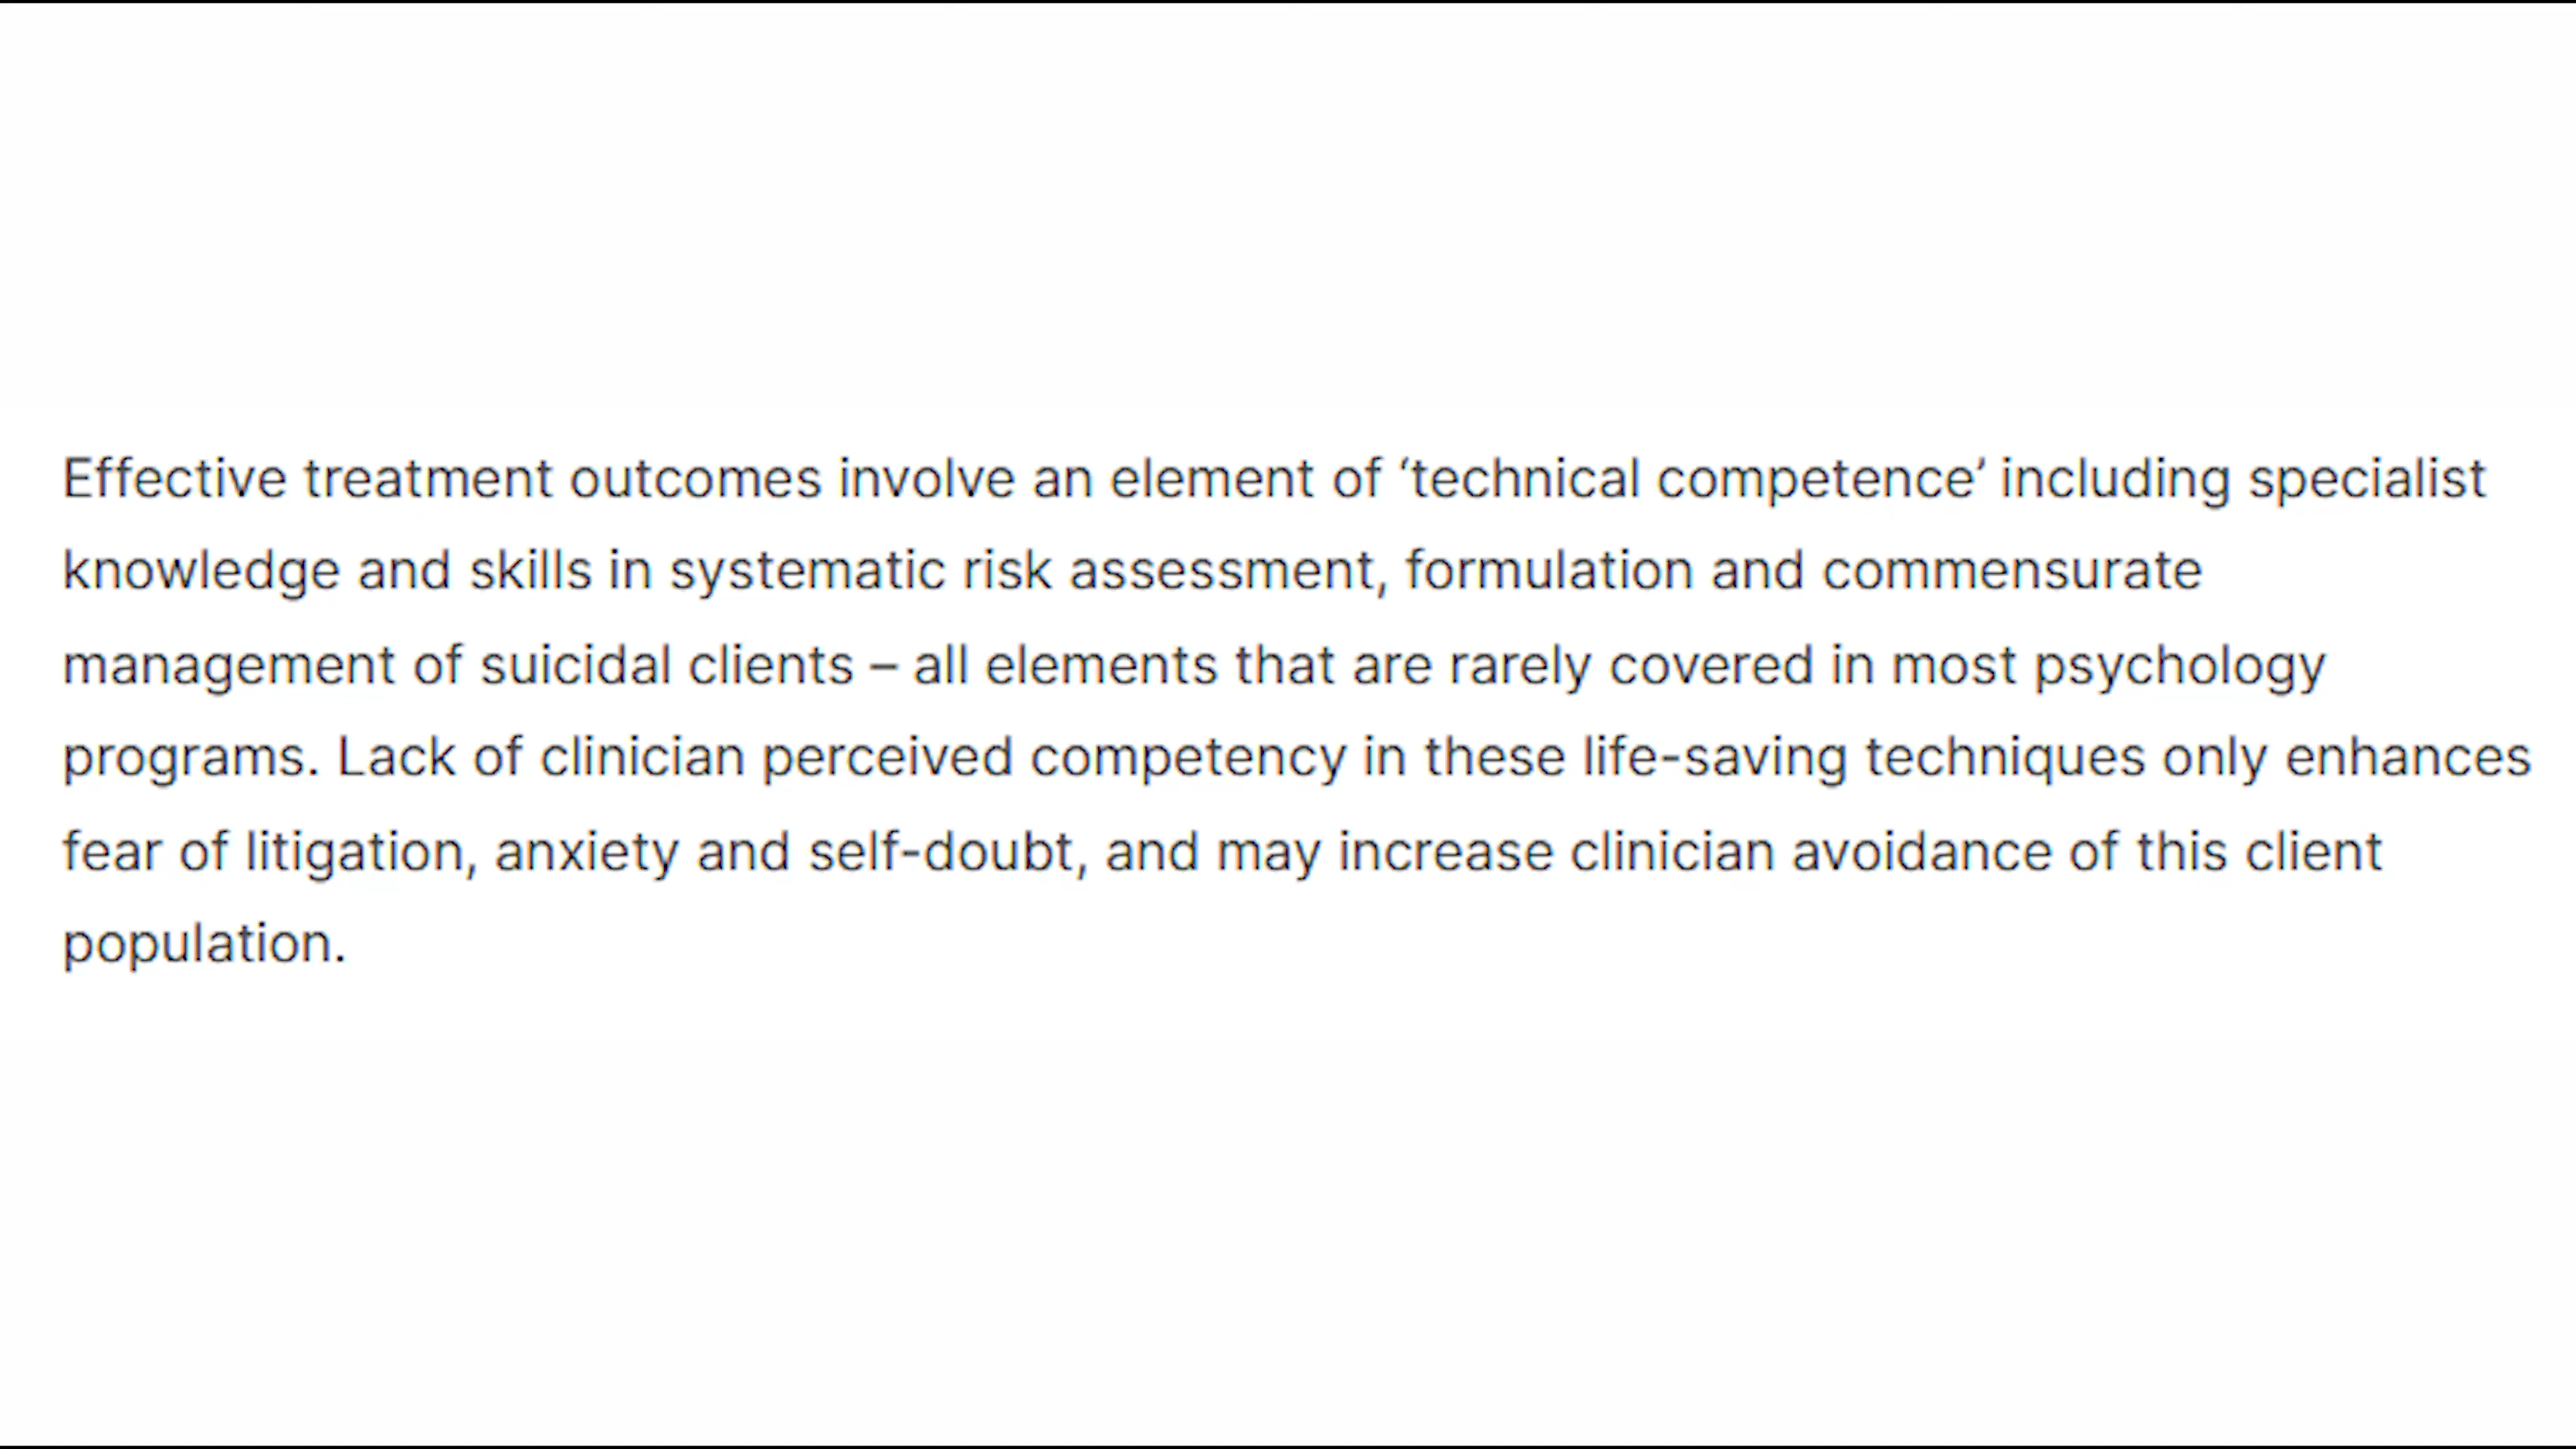 Effective treatment outcomes involve an element of ‘technical competence’ including specialist
knowledge and skills in systematic risk assessment, formulation and commensurate
management of suicidal clients – all elements that are rarely covered in most psychology
programs. Lack of clinician perceived competency in these life-saving techniques only enhances
fear of litigation, anxiety and self-doubt, and may increase clinician avoidance of this client
population.